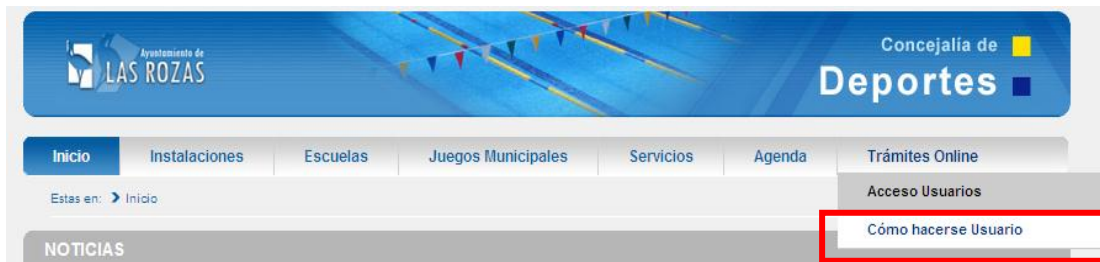 Ayuntamiento de
LAS ROZAS
Concejalía de
Deportes
Inicio Instalaciones Escuelas Juegos Municipales Servicios Agenda Trámites Online
Estas en: Inicio
Acceso Usuarios
Cómo hacerse Usuario
NOTICIAS